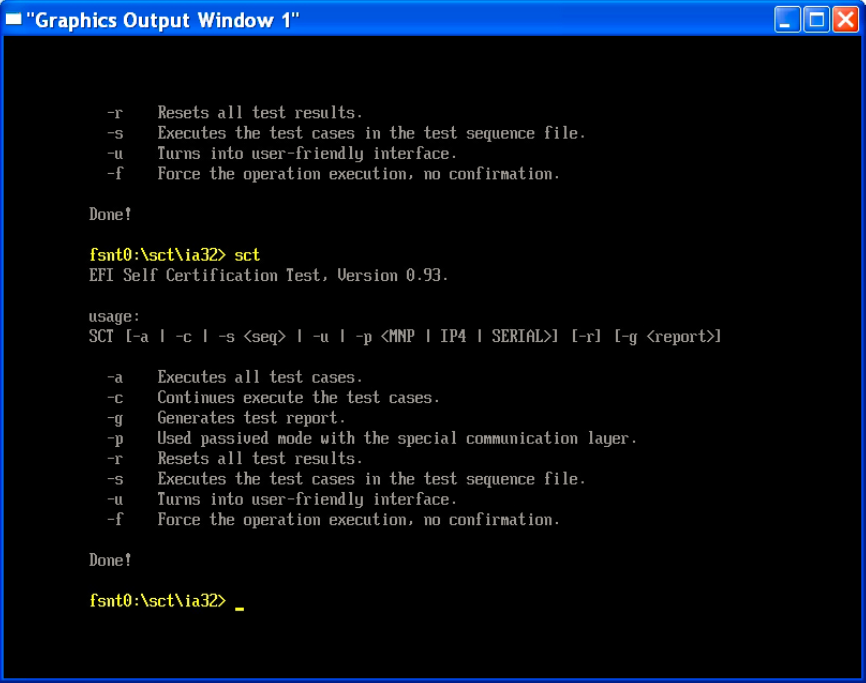 "Graphics Output Window 1"
-r Resets all test results.
-s Executes the test cases in the test sequence file.
-u Turns into user-friendly interface.
-f Force the operation execution, no confirmation.
Done!
fsnt0:\sct\ia32> sct
EFI Self Certification Test, Version 0.93.
usage:
SCT [-a | -c | -s <seq> | -u | -p <MNP | IP4 | SERIAL>] [-r] [-g <report>]
-a Executes all test cases.
-c Continues execute the test cases.
-g Generates test report.
-p Used passived mode with the special communication layer.
-r Resets all test results.
-s Executes the test cases in the test sequence file.
-u Turns into user-friendly interface.
-f Force the operation execution, no confirmation.
Done!
fsnt0:\sct\ia32> _